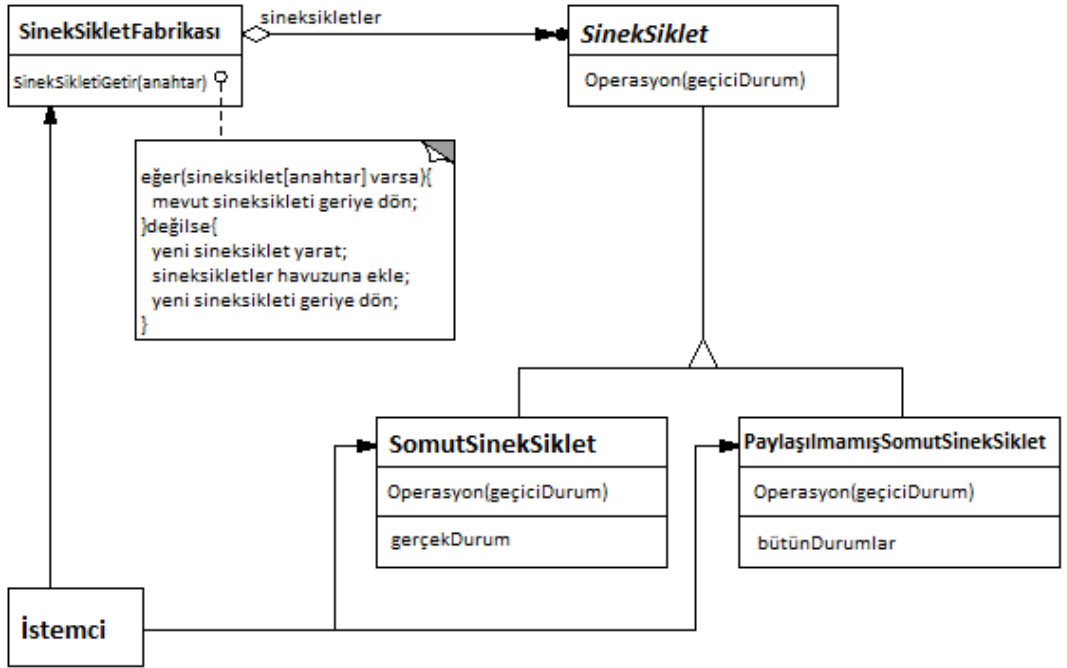 SinekSikletFabrikası
SinekSikletiGetir(anahtar)
sineksikletler
SinekSiklet
Operasyon(geçiciDurum)
eğer(sineksiklet[anahtar] varsa){
mevut sineksikleti geriye dön;
}değilse{
yeni sineksiklet yarat;
sineksikletler havuzuna ekle;
yeni sineksikleti geriye dön;
}
SomutSinekSiklet
Operasyon(geçiciDurum)
gerçekDurum
PaylaşılmamışSomutSinekSiklet
Operasyon(geçiciDurum)
bütünDurumlar
İstemci